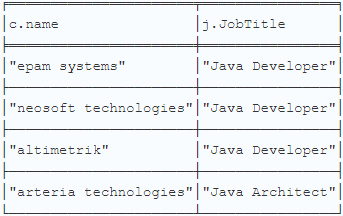 c.name j.JobTitle
"epam systems" "Java Developer"
"neosoft technologies" "Java Developer"
"altimetrik" "Java Developer"
"arteria technologies" "Java Architect"